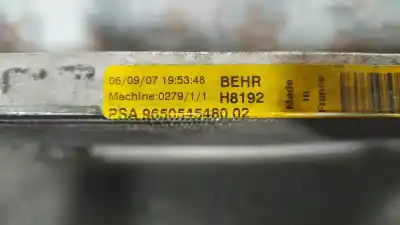 06/09/07 19:53:48 BEHR
Machine:0279/1/1 H8192
PSA 9650545480 02
Made
in
France